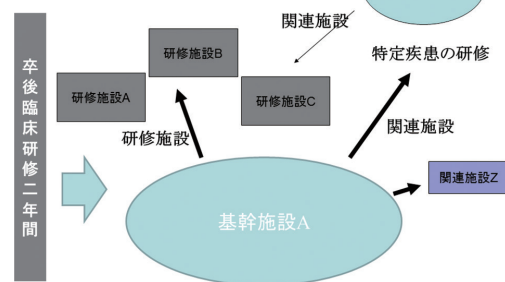 関連施設
研修施設B
特定疾患の研修
研修施設A
研修施設C
卒後臨床研修二年間
研修施設
関連施設
関連施設Z
基幹施設A